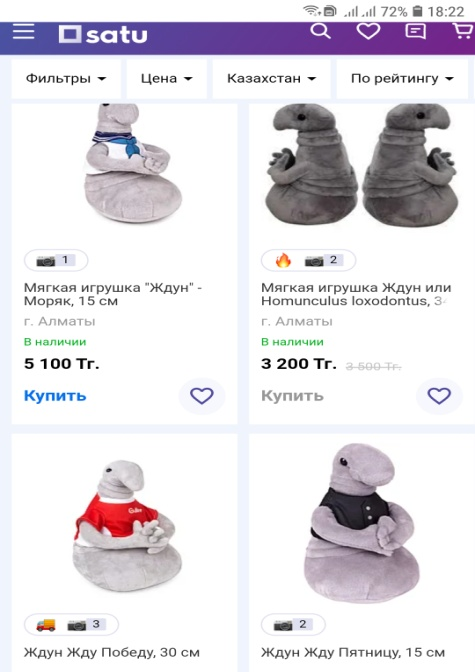 72% 18:22
satu
Фильтры Цена Казахстан По рейтингу
1
Мягкая игрушка "Ждун" -
Моряк, 15 см
г. Алматы
В наличии
5 100 Тг.
Купить
2
Мягкая игрушка Ждун или
Homunculus loxodontus, 3
г. Алматы
В наличии
3 200 Тг. 3 500 Тг.
Купить
3
Ждун Жду Победу, 30 см
2
Ждун Жду Пятницу, 15 см